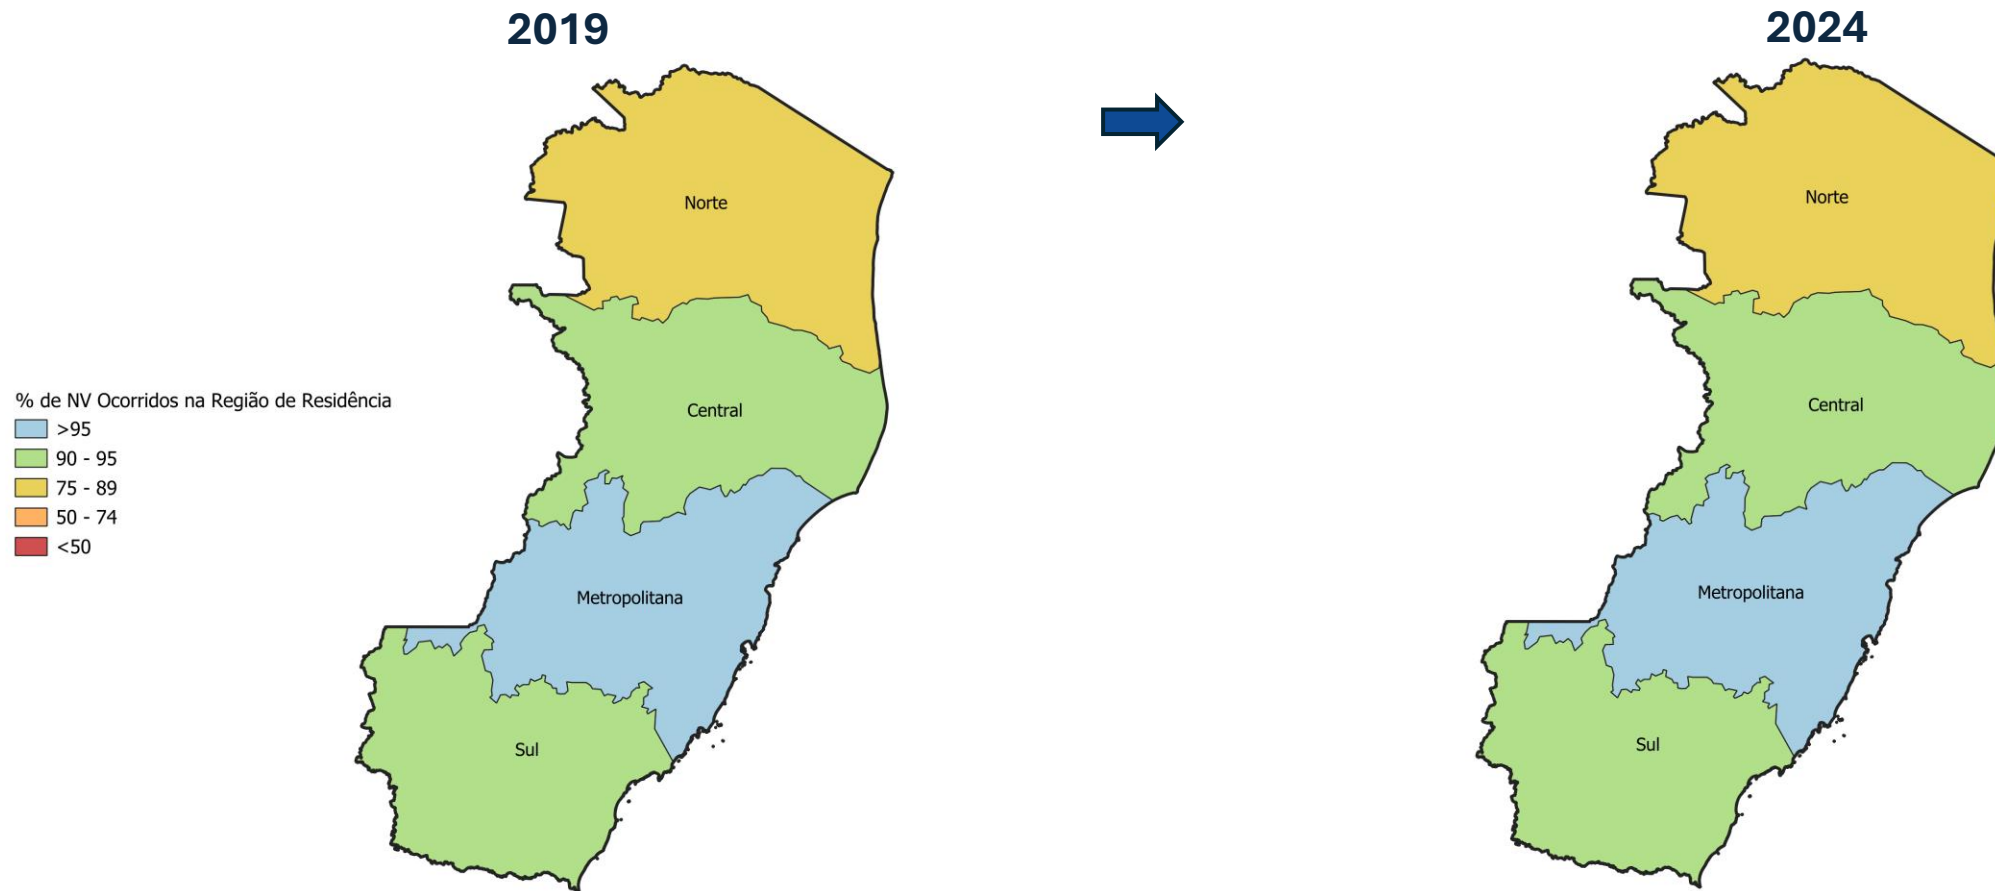 2019
2024
Norte
Central
Metropolitana
Sul
% de NV Ocorridos na Região de Residência
>95
90 - 95
75 - 89
50 - 74
<50
Norte
Central
Metropolitana
Sul